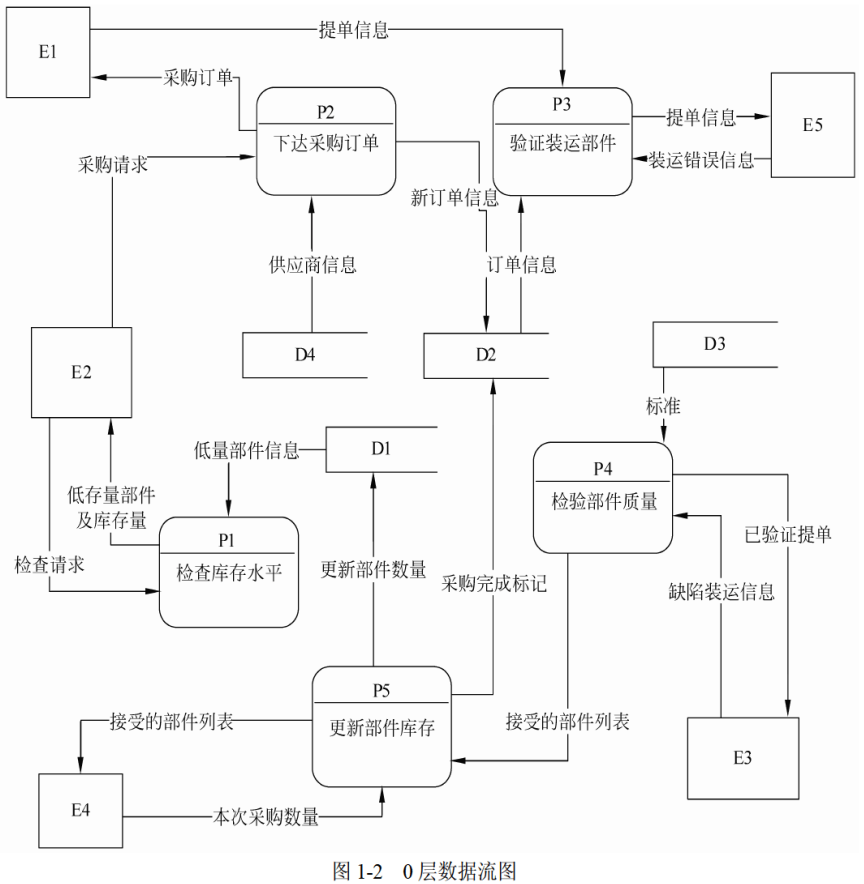 E1
提单信息
采购订单
P2
下达采购订单
P3
验证装运部件
提单信息
E5
装运错误信息
采购请求
新订单信息
供应商信息
订单信息
D4
D2
D3
E2
标准
低量部件信息
D1
P4
检验部件质量
低存量部件
及库存量
P1
检查库存水平
已验证提单
检查请求
更新部件数量
采购完成标记
缺陷装运信息
P5
更新部件库存
接受的部件列表
接受的部件列表
E3
E4
本次采购数量
图 1-2 0 层数据流图